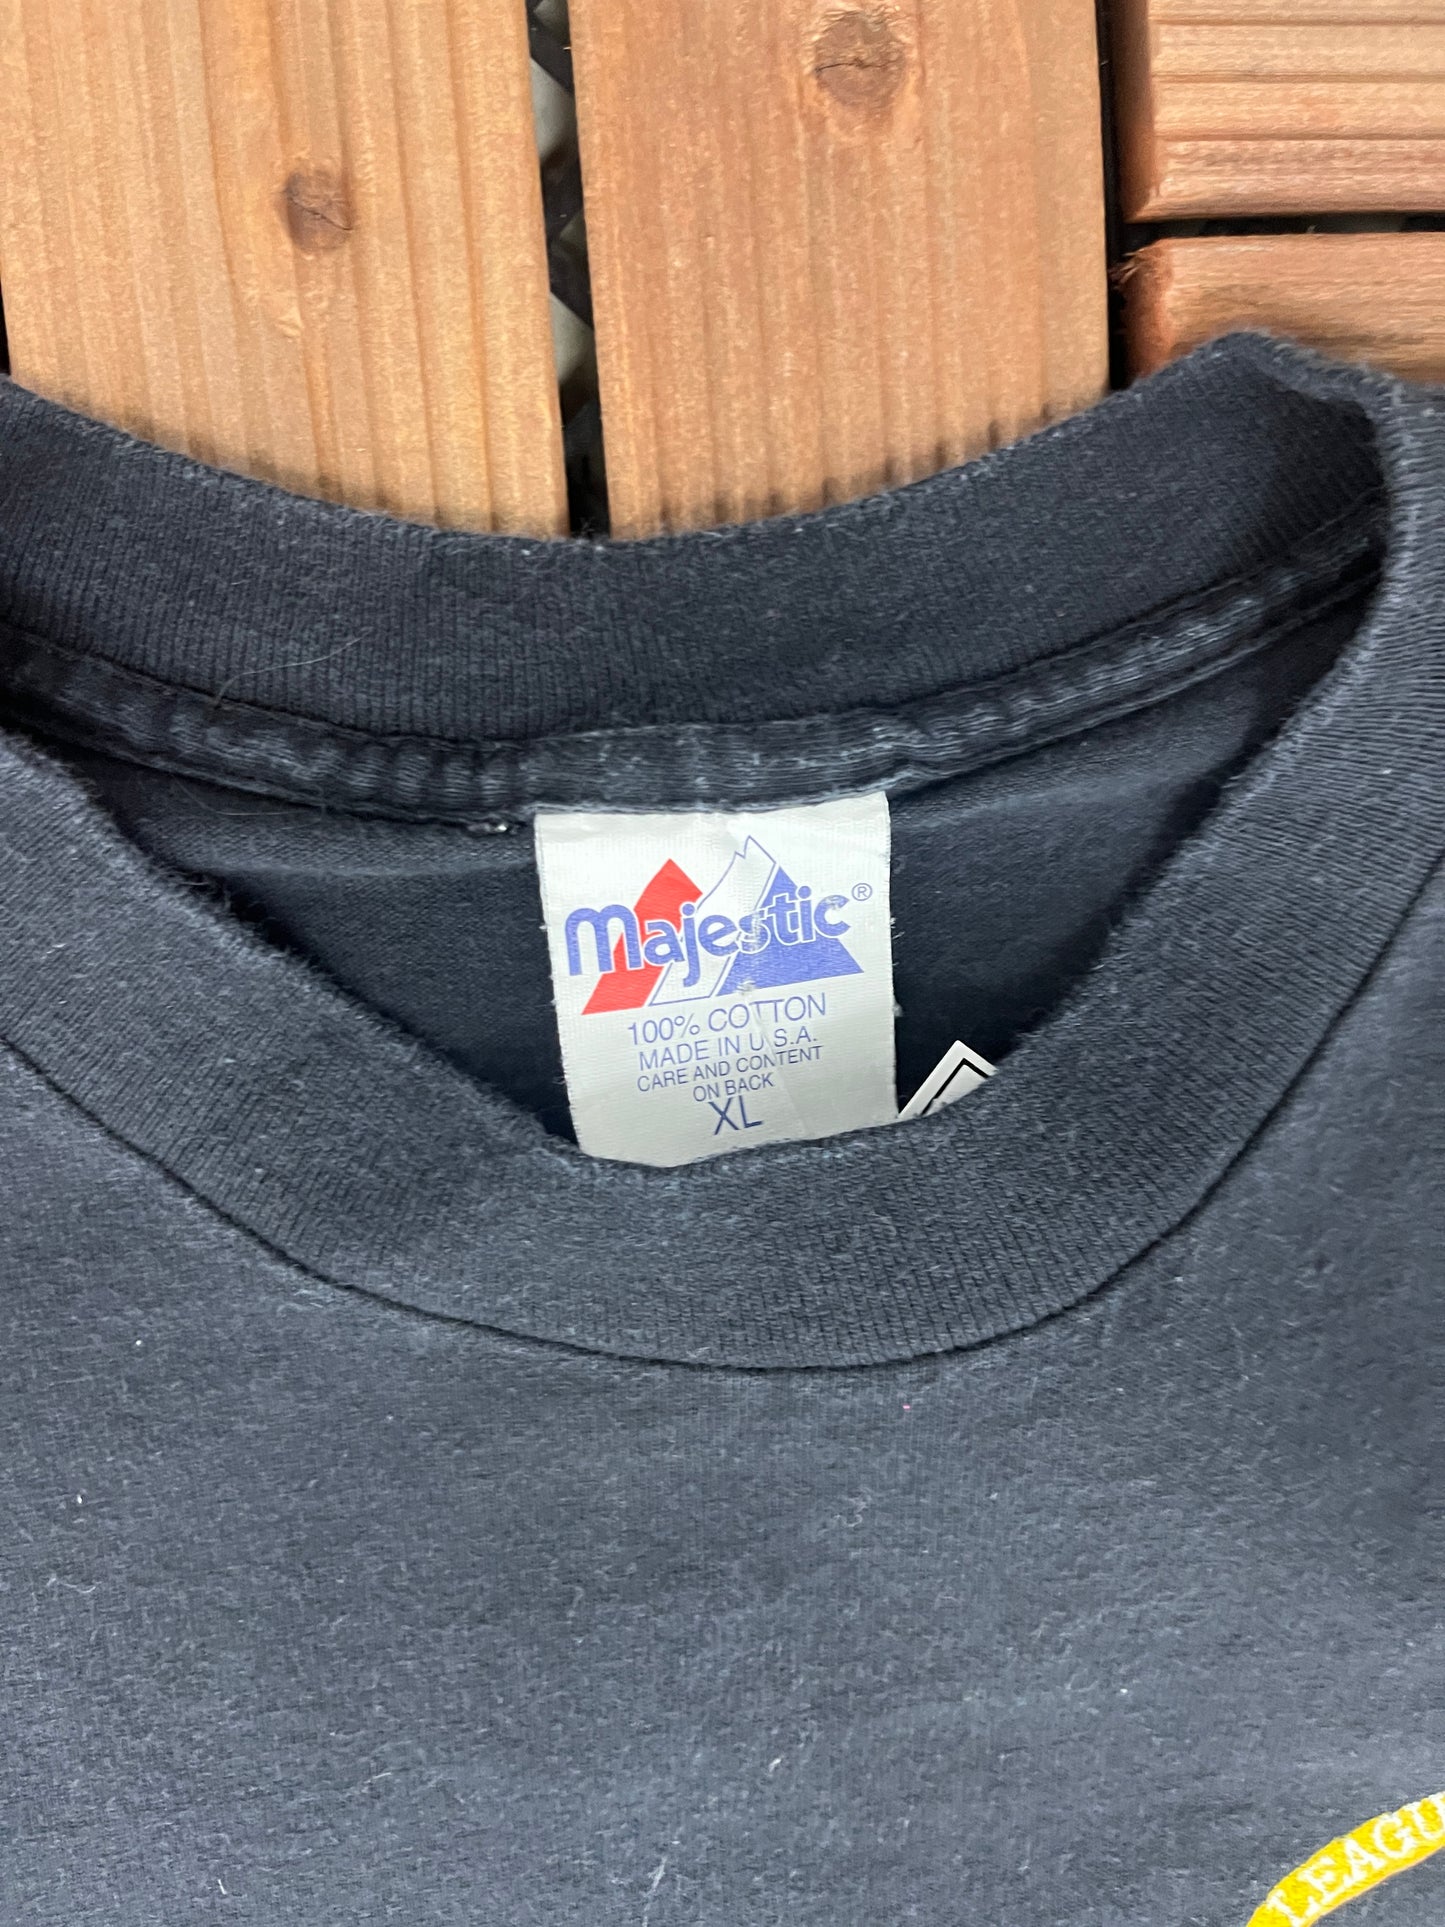 Majestic®
100% COTTON
MADE IN U.S.A.
CARE AND CONTENT
ON BACK
XL
LEAGU